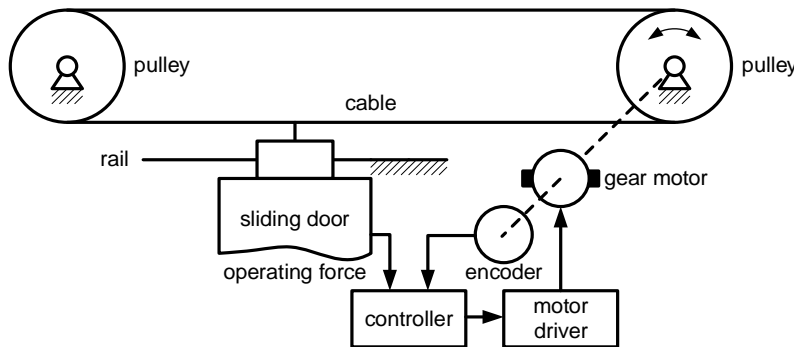 pulley
pulley
cable
rail
gear motor
sliding door
operating force
encoder
controller
motor
driver